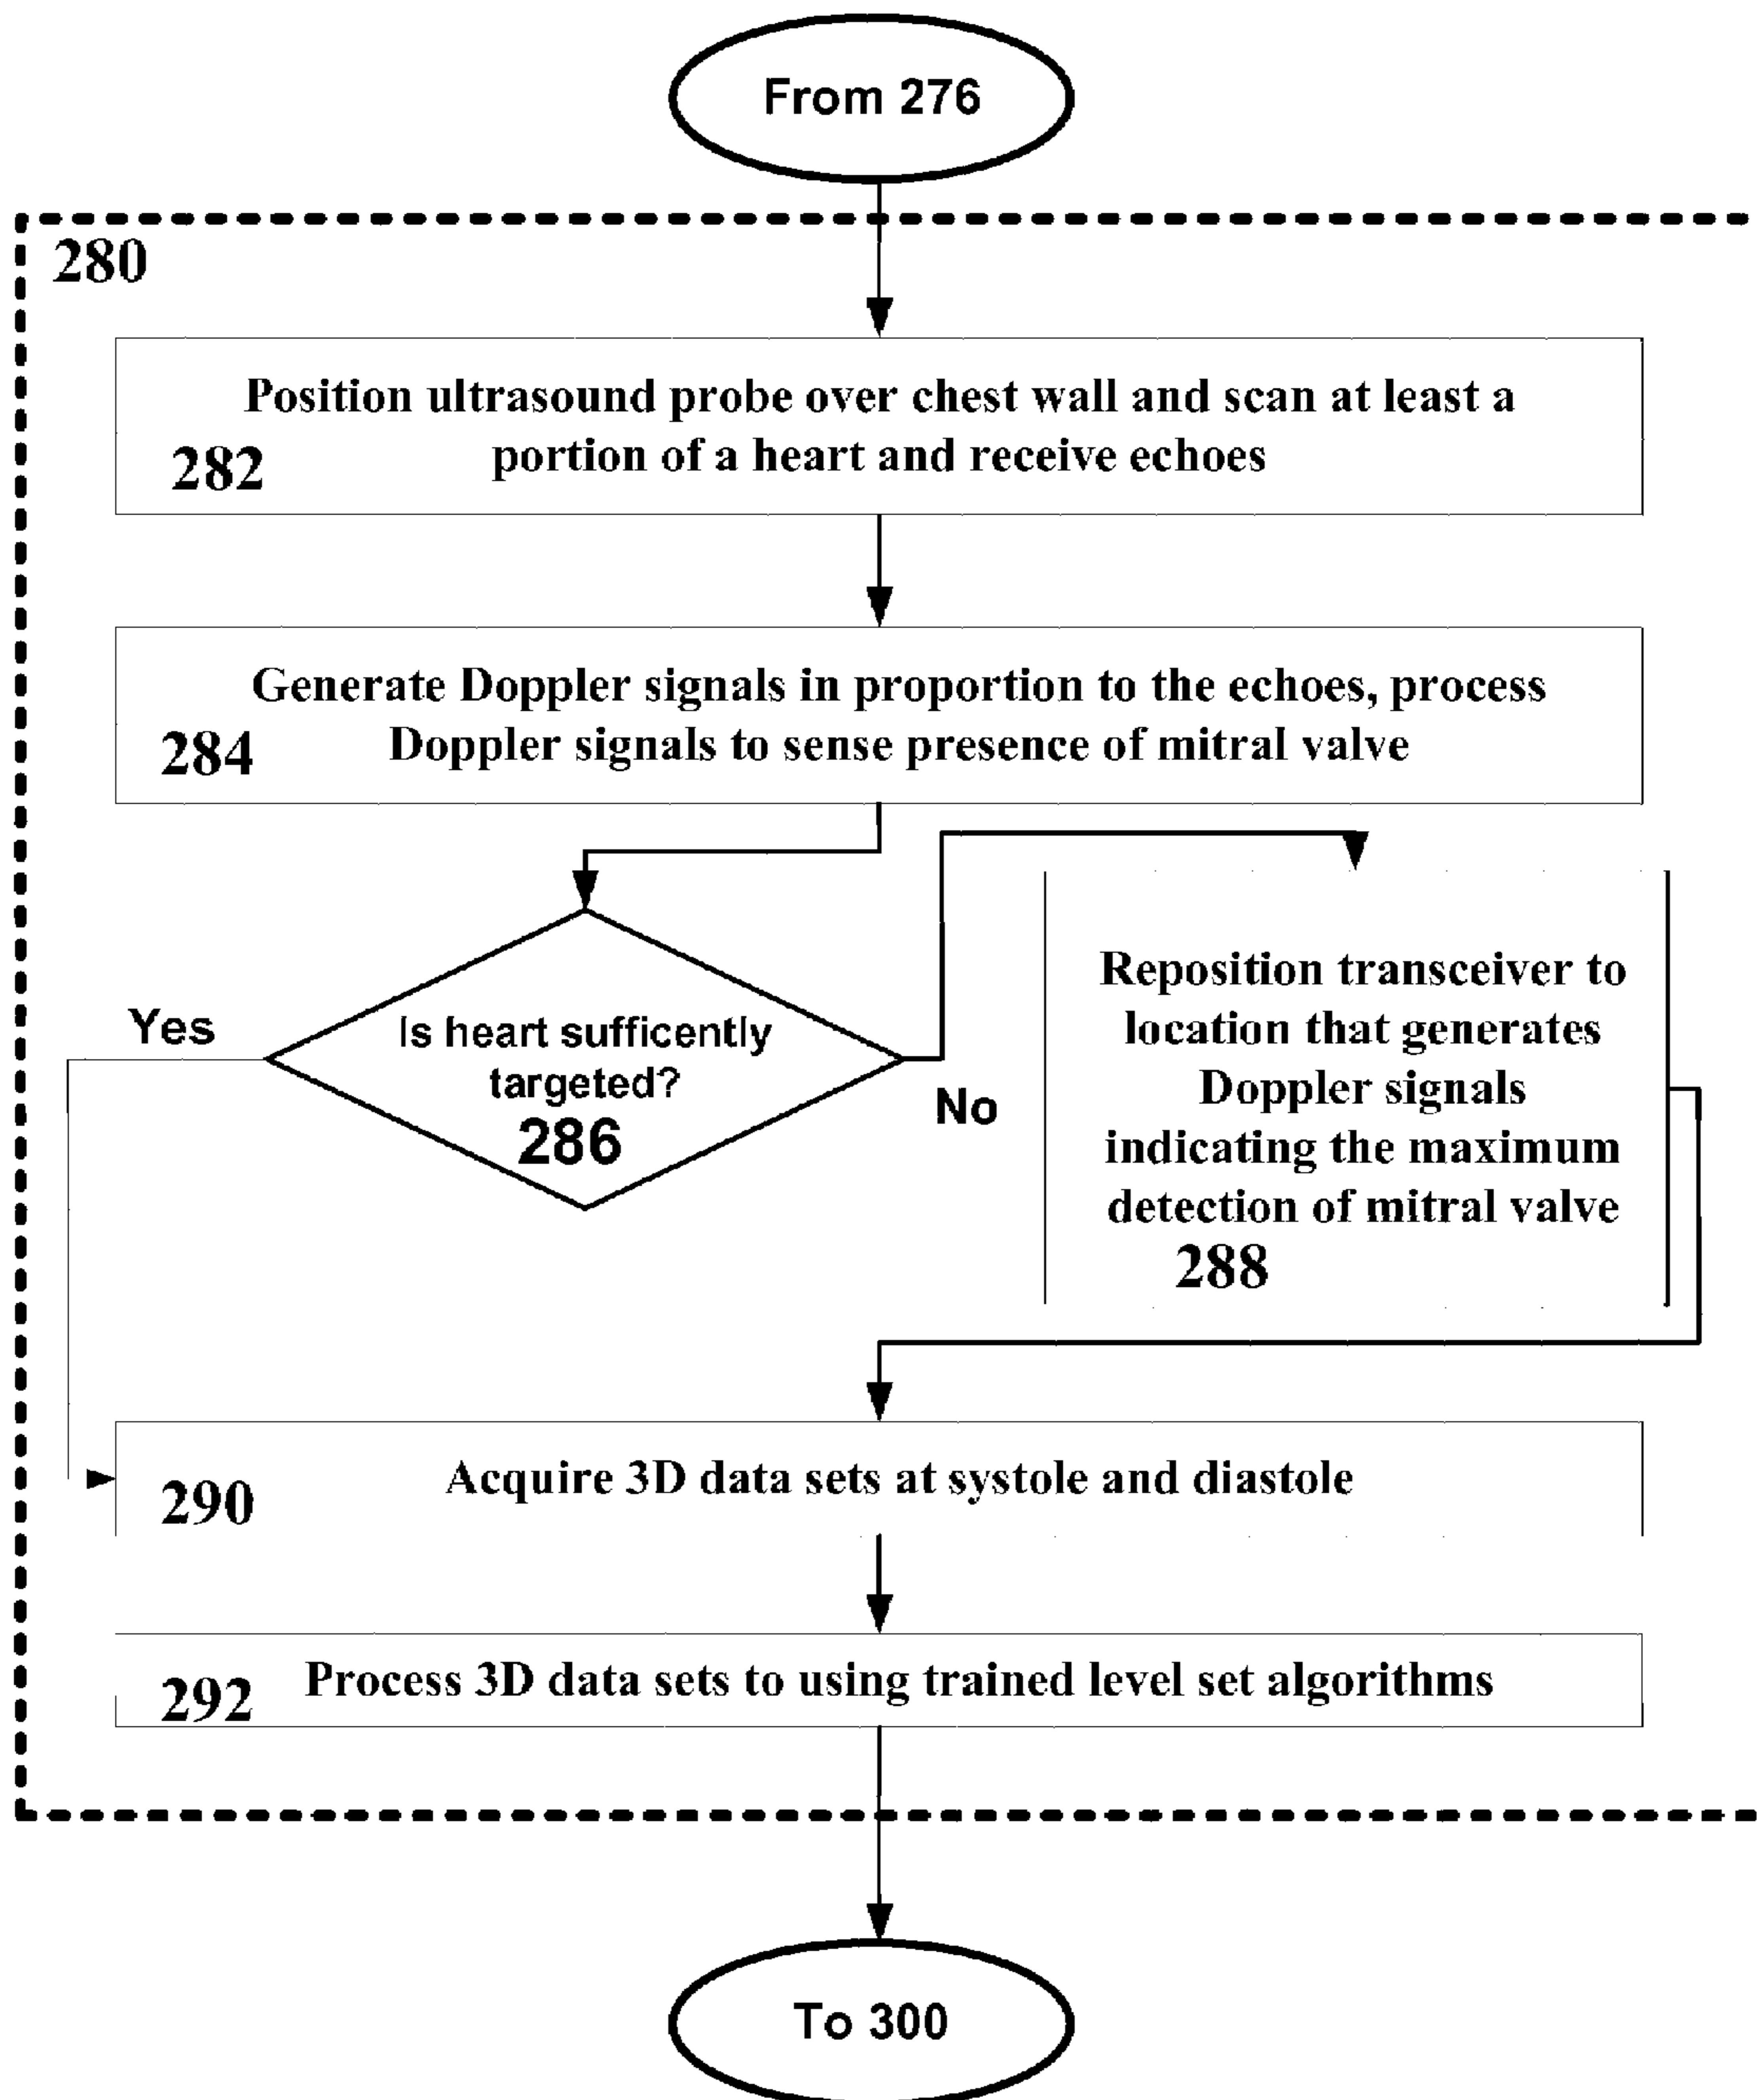 From 276
280
Position ultrasound probe over chest wall and scan at least a
portion of a heart and receive echoes
282
Generate Doppler signals in proportion to the echoes, process
Doppler signals to sense presence of mitral valve
284
Yes
Is heart sufficently
targeted?
286
No
Reposition transceiver to
location that generates
Doppler signals
indicating the maximum
detection of mitral valve
288
Acquire 3D data sets at systole and diastole
290
Process 3D data sets to using trained level set algorithms
292
To 300